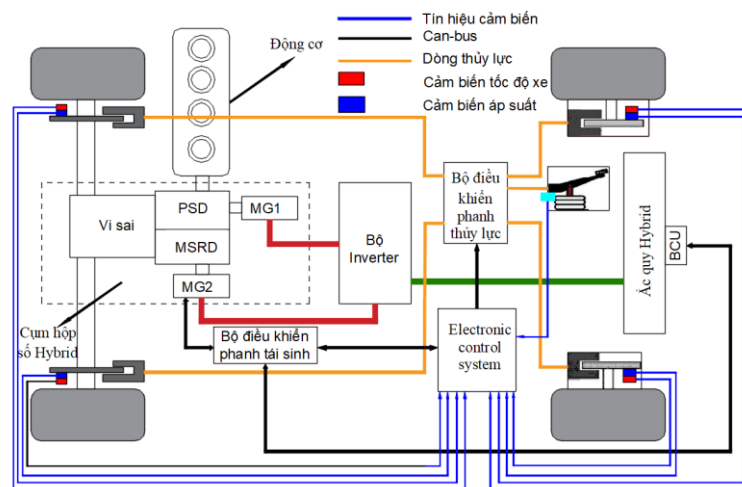 Động cơ
Tín hiệu cảm biến
Can-bus
Dòng thủy lực
Cảm biến tốc độ xe
Cảm biến áp suất
Vi sai
PSD
MG1
MSRD
MG2
Bộ
Inverter
Bộ điều
khiển
phanh
thủy lực
Ắc quy Hybrid
BCU
Cụm hộp
số Hybrid
Bộ điều khiển
phanh tái sinh
Electronic
control
system